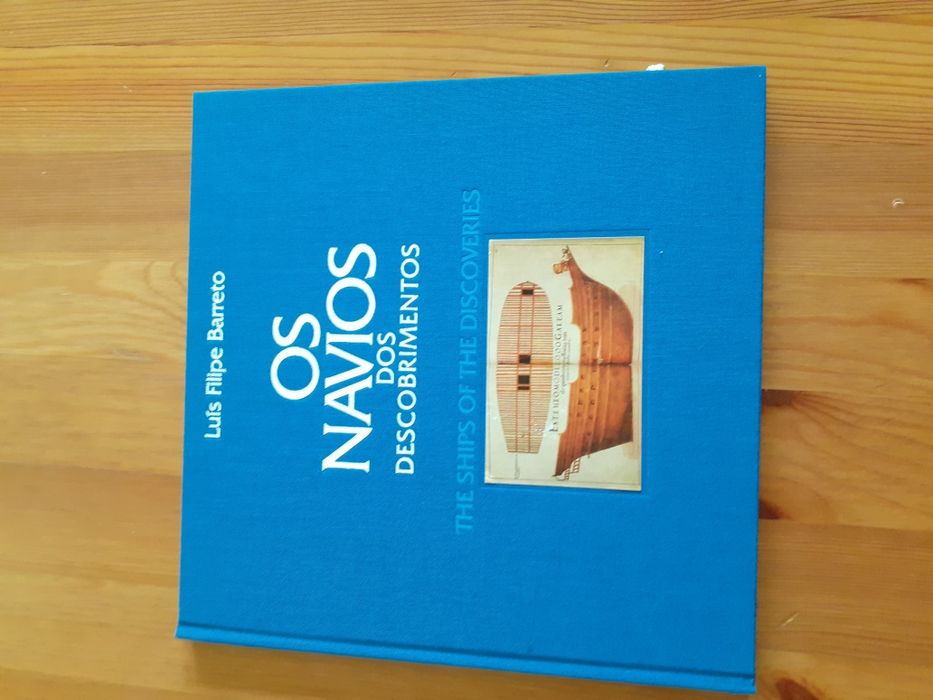 Luís Filipe Barreto
OS
NAVIOS
DOS
DESCOBRIMENTOS
THE SHIPS OF THE DISCOVERIES